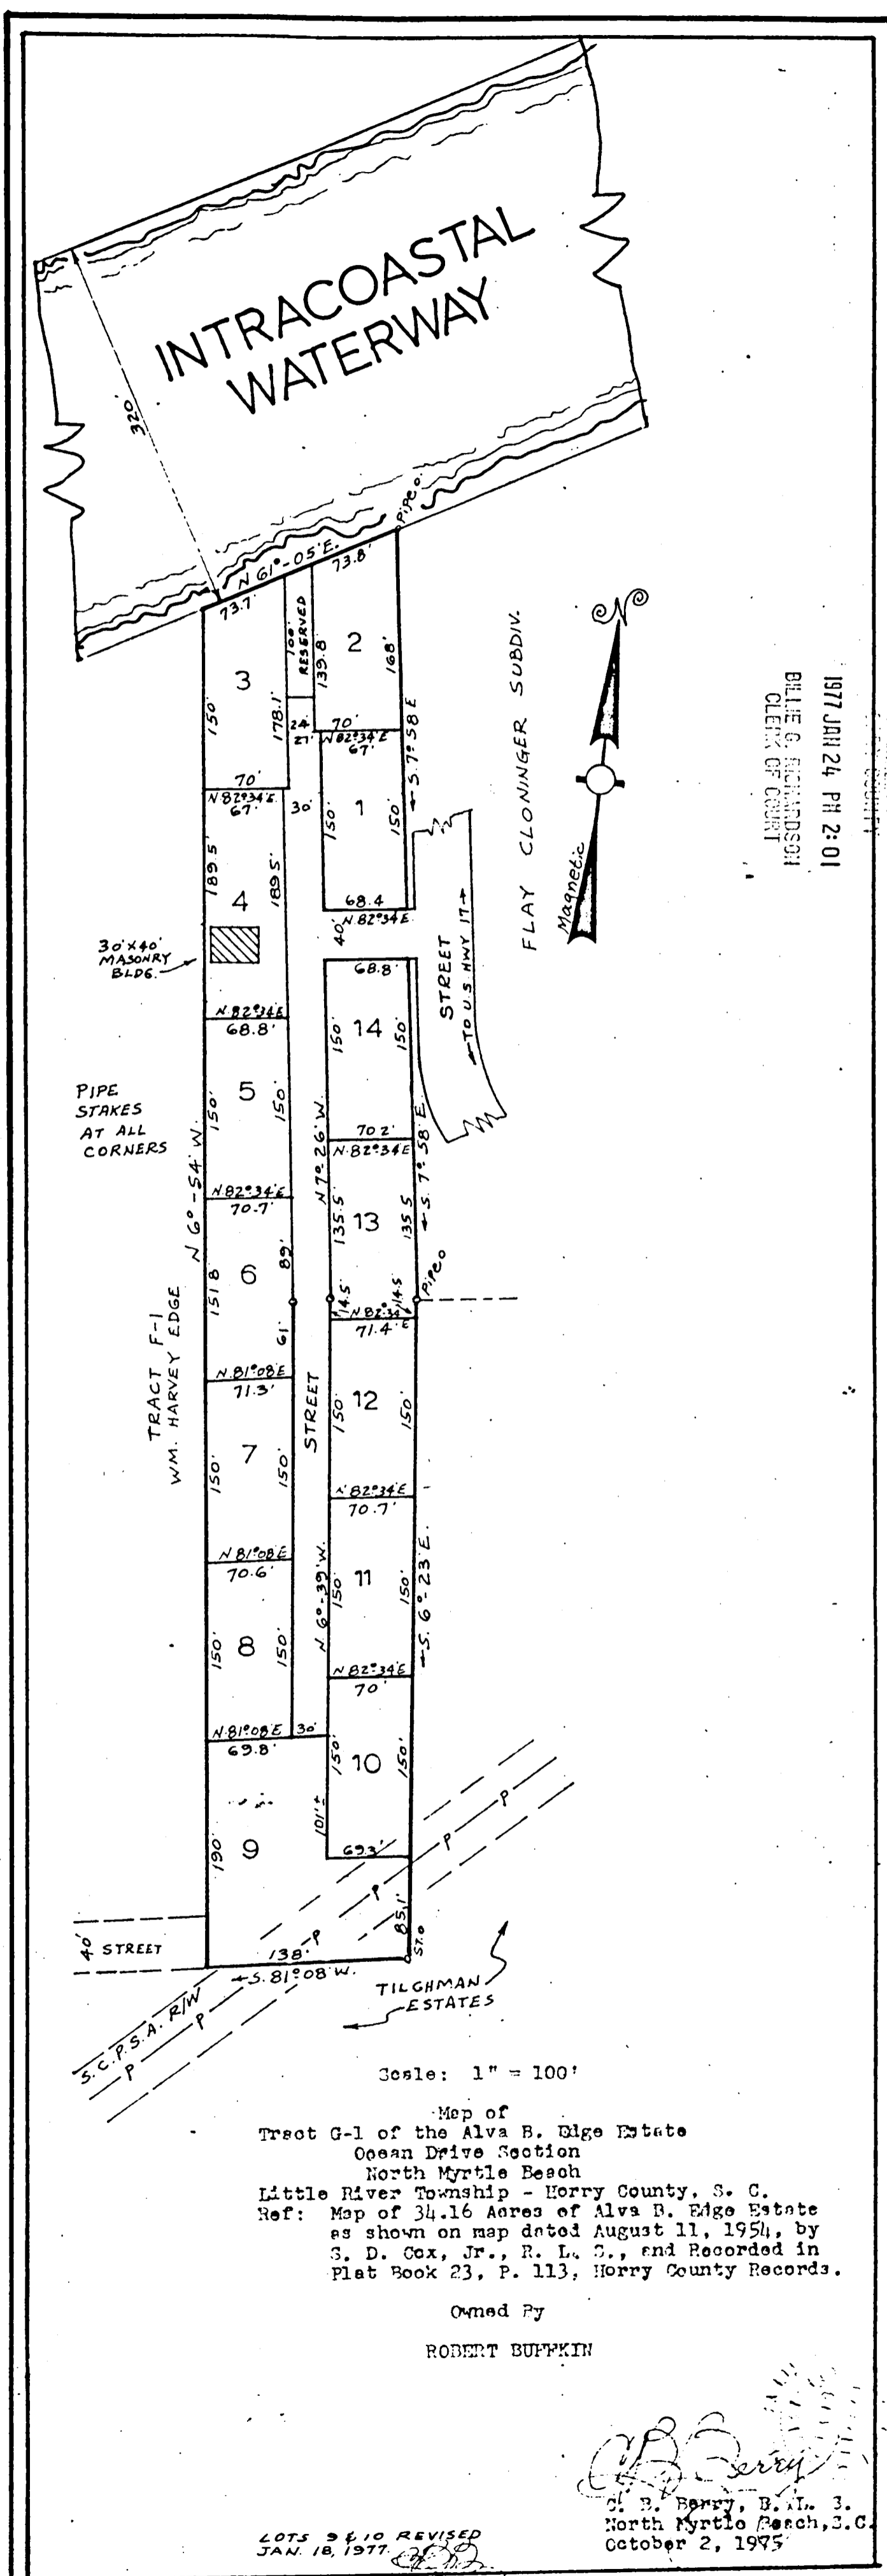 INTRACOASTAL
WATERWAY
320'
PIPE
N 61°-05' E.
73.7'
73.8'
100'
RESERVED
3
150'
178.1'
139.8'
2
168'
24
27'
70'
N 82°34' E
67'
S. 7° 58 E
70'
N 82°34' E.
67'
30'
150'
1
150'
189.5'
189.5'
4
68.4
N 82°34' E.
40'
30'X40'
MASONRY
BLDG.
STREET
TO U.S. HWY 17
FLAY CLONINGER SUBDIV.
N
Magnetic
1977 JAN 24 PM 2:01
BILLIE G. RICHARDSON
CLERK OF COURT
COUNTY
N. 82°34' E
68.8'
68.8'
150'
14
150'
PIPE
STAKES
AT ALL
CORNERS
150'
5
150'
70.2'
N. 82°34' E
N 7° 26' W.
S. 7° 58' E.
N 6°-54' W.
N. 82°34' E
70.7'
135.5'
13
135.5
1518
6
89'
14.5'
14.5'
PIPE
N 82°34'
E
71.4'
61'
TRACT F-1
WM. HARVEY EDGE
N. 81°08' E
71.3'
STREET
150'
12
150'
150'
7
150'
N 82°34' E
70.7'
N 81°08' E
70.6'
N 6°-39' W.
150'
11
150'
S. 6°-23' E.
150'
8
150'
N 82°34' E
70'
N. 81°08' E
30'
69.8'
150'
10
150'
101'±
190'
9
69.3'
P
P
P
P
85.1'
ST.
40'
STREET
138'
S. 81°08' W.
S.C.P.S.A. R/W
P
P
TILGHMAN
ESTATES
Scale: 1" = 100'
Map of
Tract G-1 of the Alva B. Edge Estate
Ocean Drive Section
North Myrtle Beach
Little River Township - Horry County, S. C.
Ref: Map of 34.16 Acres of Alva B. Edge Estate
as shown on map dated August 11, 1954, by
S. D. Cox, Jr., R. L. S., and Recorded in
Plat Book 23, P. 113, Horry County Records.
Owned By
ROBERT BUFFKIN
C B Berry
C. B. Berry, R. L. S.
North Myrtle Beach, S.C.
October 2, 1975
LOTS 9 & 10 REVISED
JAN. 18, 1977.